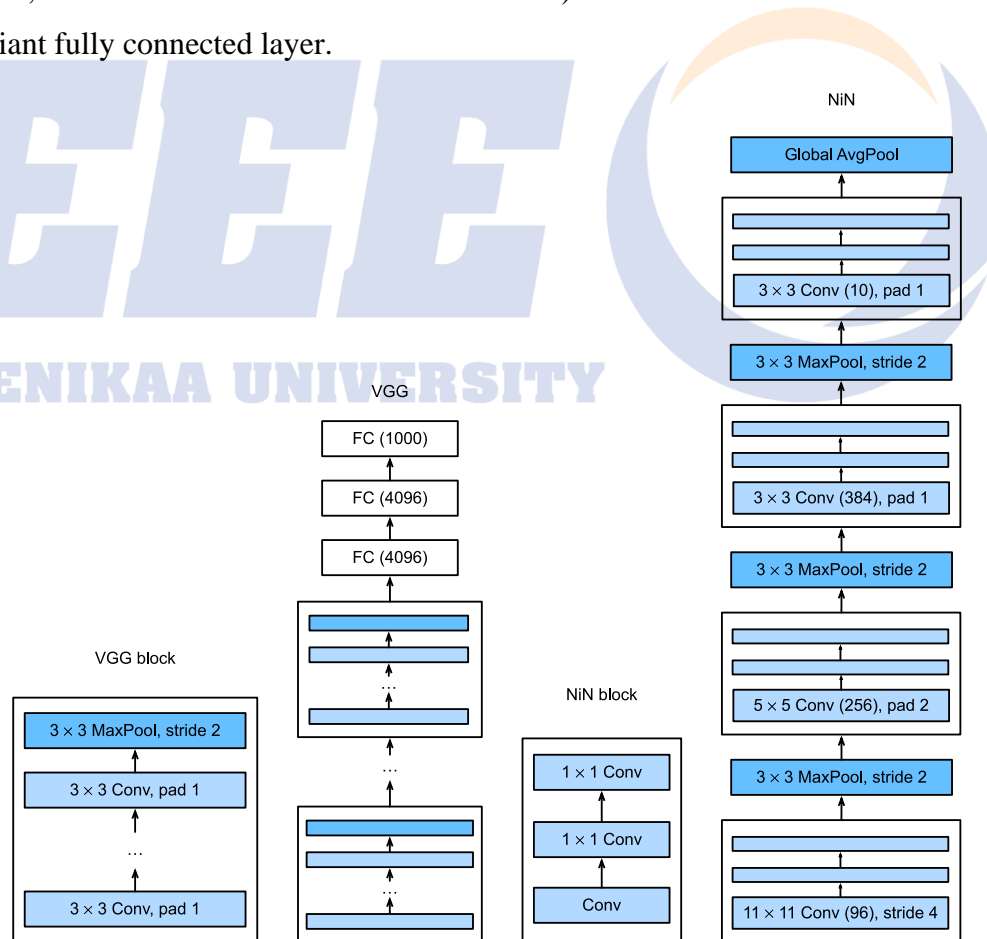 iant fully connected layer.
EEE
ENIKAA UNIVERSITY
NiN
Global AvgPool
3 × 3 Conv (10), pad 1
3 × 3 MaxPool, stride 2
3 × 3 Conv (384), pad 1
3 × 3 MaxPool, stride 2
5 × 5 Conv (256), pad 2
3 × 3 MaxPool, stride 2
11 × 11 Conv (96), stride 4
VGG
FC (1000)
FC (4096)
FC (4096)
...
...
...
VGG block
3 × 3 MaxPool, stride 2
3 × 3 Conv, pad 1
...
3 × 3 Conv, pad 1
NiN block
1 × 1 Conv
1 × 1 Conv
Conv